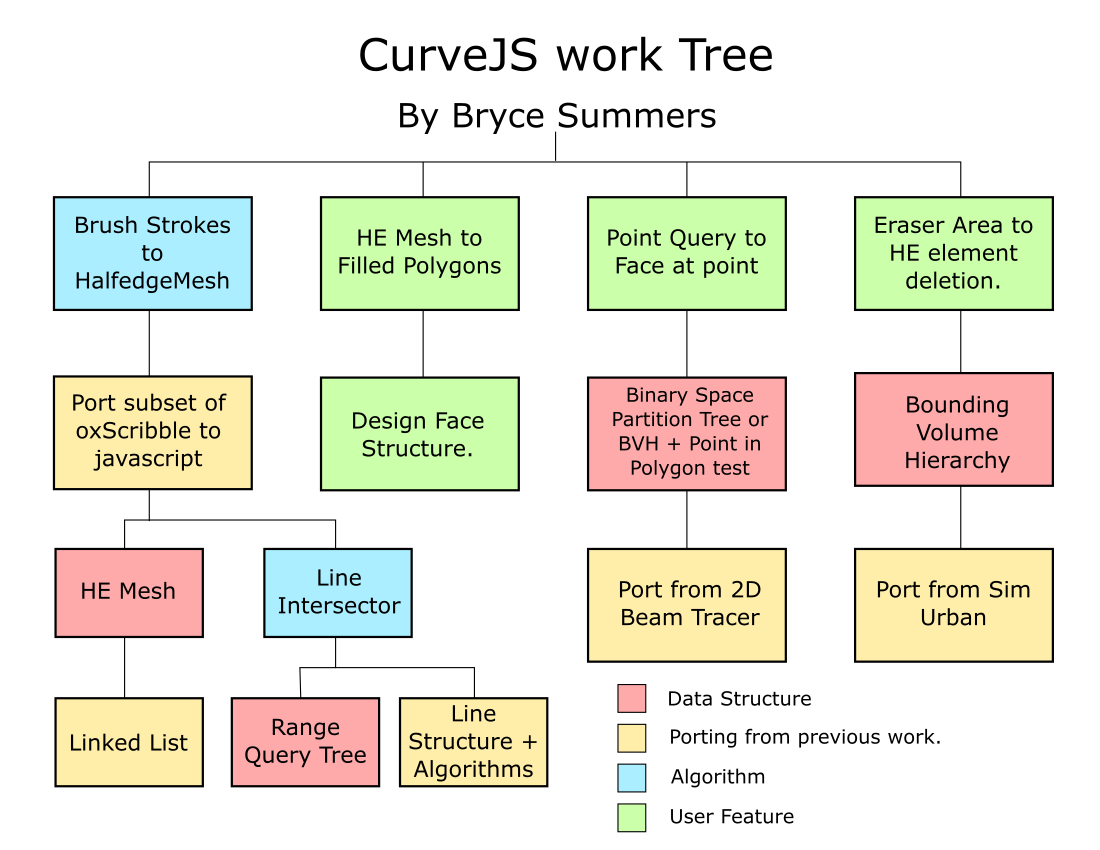 CurveJS work Tree
By Bryce Summers
Brush Strokes
to
HalfedgeMesh
HE Mesh to
Filled Polygons
Point Query to
Face at point
Eraser Area to
HE element
deletion.
Port subset of
oxScribble to
javascript
Design Face
Structure.
Binary Space
Partition Tree or
BVH + Point in
Polygon test
Bounding
Volume
Hierarchy
HE Mesh
Line
Intersector
Port from 2D
Beam Tracer
Port from Sim
Urban
Linked List
Range
Query Tree
Line
Structure +
Algorithms
Data Structure
Porting from previous work.
Algorithm
User Feature